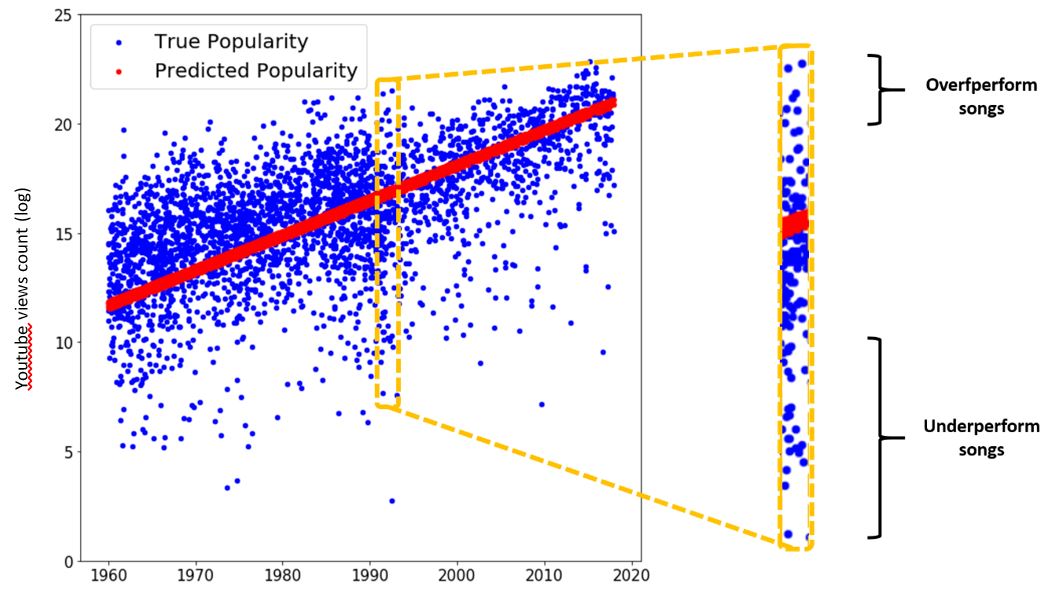 25
True Popularity
Predicted Popularity
20
15
10
5
0
1960
1970
1980
1990
2000
2010
2020
Youtube views count (log)
Overfperform
songs
Underperform
songs